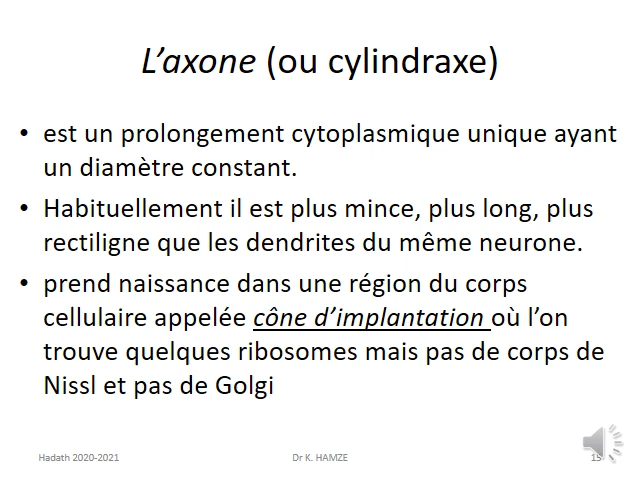 L’axone (ou cylindraxe)
• est un prolongement cytoplasmique unique ayant
un diamètre constant.
• Habituellement il est plus mince, plus long, plus
rectiligne que les dendrites du même neurone.
• prend naissance dans une région du corps
cellulaire appelée cône d’implantation où l’on
trouve quelques ribosomes mais pas de corps de
Nissl et pas de Golgi
Hadath 2020-2021
Dr K. HAMZE
15